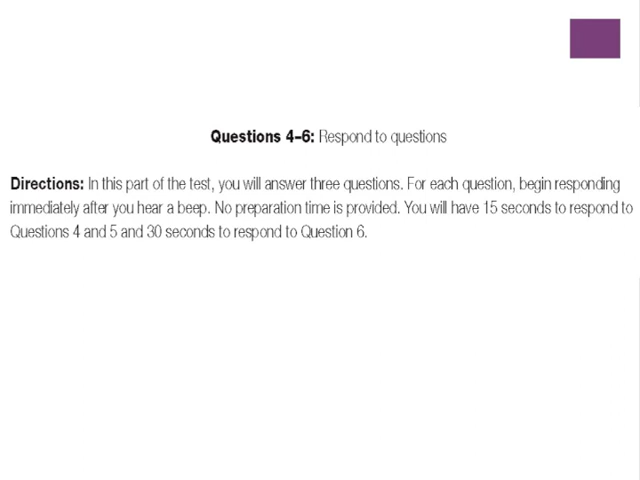 Questions 4–6: Respond to questions
Directions: In this part of the test, you will answer three questions. For each question, begin responding
immediately after you hear a beep. No preparation time is provided. You will have 15 seconds to respond to
Questions 4 and 5 and 30 seconds to respond to Question 6.